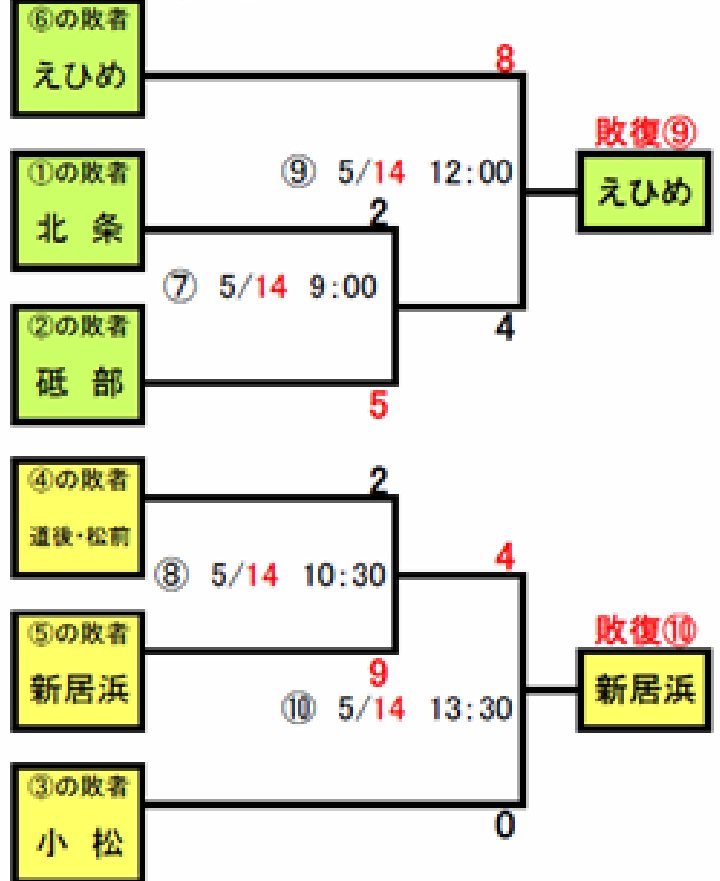 ⑥の敗者
えひめ
8
敗復⑨
えひめ
⑨ 5/14 12:00
①の敗者
北 条
2
⑦ 5/14 9:00
4
②の敗者
砥 部
5
④の敗者
道後・松前
2
⑧ 5/14 10:30
4
⑤の敗者
新居浜
9
敗復⑩
新居浜
⑩ 5/14 13:30
③の敗者
小 松
0